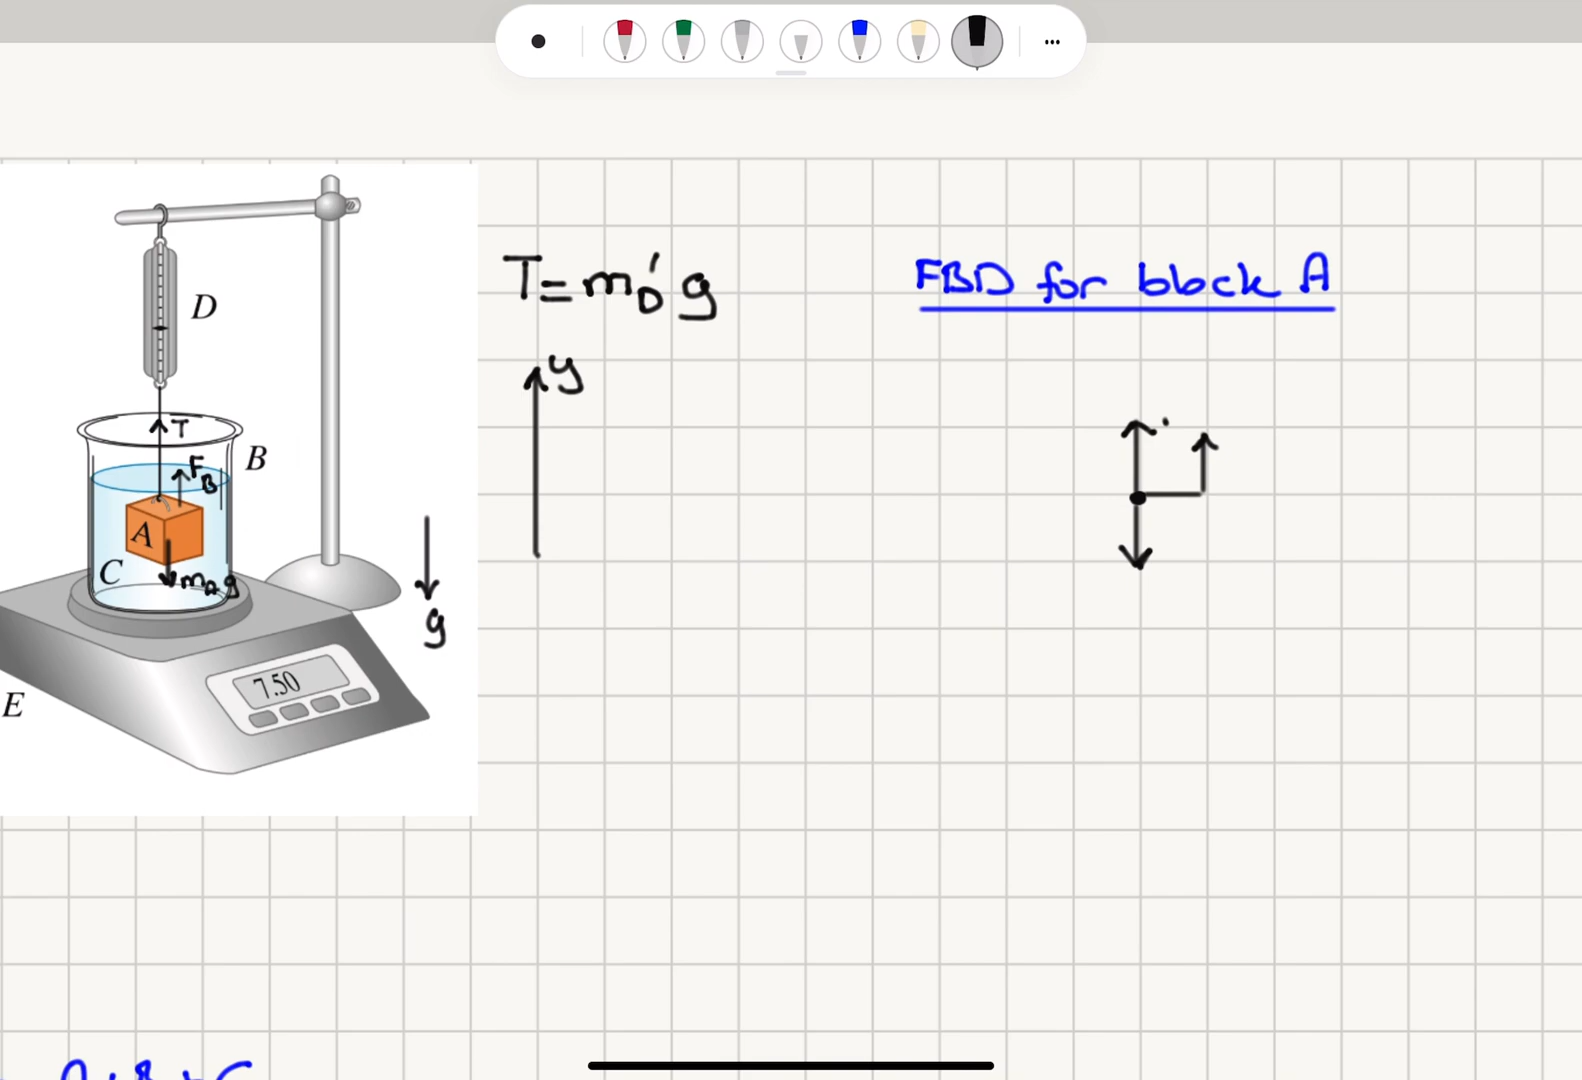 T = m_D' g
FBD for block A
y
D
T
B
F_B
A
C
m_A g
g
7.50
E
A+B+C